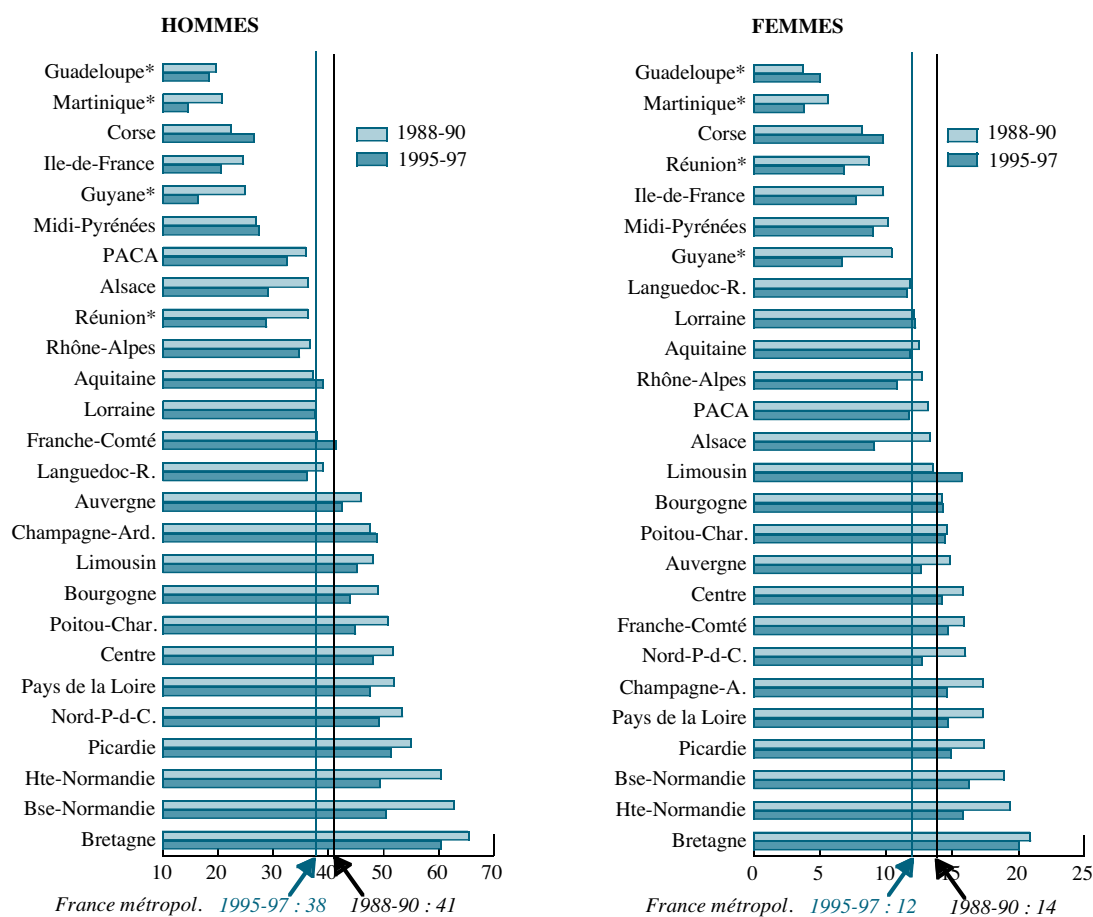 HOMMES
Guadeloupe*
Martinique*
Corse
Ile-de-France
Guyane*
Midi-Pyrénées
PACA
Alsace
Réunion*
Rhône-Alpes
Aquitaine
Lorraine
Franche-Comté
Languedoc-R.
Auvergne
Champagne-Ard.
Limousin
Bourgogne
Poitou-Char.
Centre
Pays de la Loire
Nord-P-d-C.
Picardie
Hte-Normandie
Bse-Normandie
Bretagne
1988-90
1995-97
10 20 30 40 50 60 70
France métropol. 1995-97 : 38 1988-90 : 41
FEMMES
Guadeloupe*
Martinique*
Corse
Réunion*
Ile-de-France
Midi-Pyrénées
Guyane*
Languedoc-R.
Lorraine
Aquitaine
Rhône-Alpes
PACA
Alsace
Limousin
Bourgogne
Poitou-Char.
Auvergne
Centre
Franche-Comté
Nord-P-d-C.
Champagne-A.
Pays de la Loire
Picardie
Bse-Normandie
Hte-Normandie
Bretagne
1988-90
1995-97
0 5 10 15 20 25
France métropol. 1995-97 : 12 1988-90 : 14